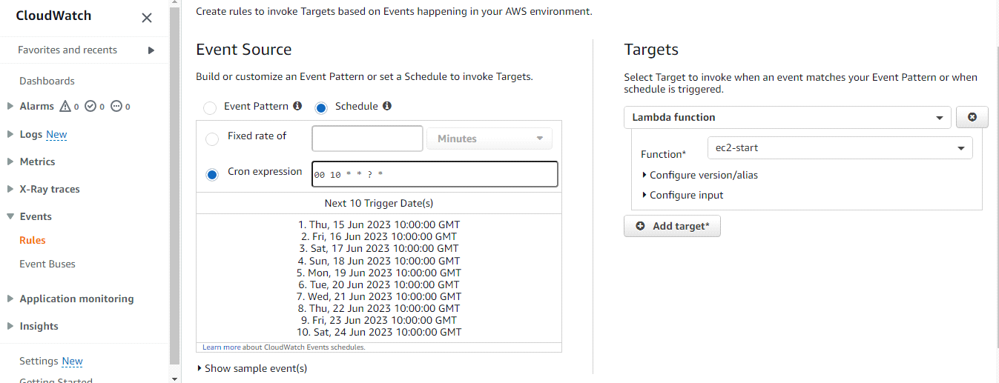 CloudWatch
Favorites and recents
Dashboards
Alarms 0 0 0
Logs New
Metrics
X-Ray traces
Events
Rules
Event Buses
Application monitoring
Insights
Settings New
Getting Started
Create rules to invoke Targets based on Events happening in your AWS environment.
Event Source
Build or customize an Event Pattern or set a Schedule to invoke Targets.
Event Pattern Schedule
Fixed rate of Minutes
Cron expression 00 10 * * ? *
Next 10 Trigger Date(s)
1. Thu, 15 Jun 2023 10:00:00 GMT
2. Fri, 16 Jun 2023 10:00:00 GMT
3. Sat, 17 Jun 2023 10:00:00 GMT
4. Sun, 18 Jun 2023 10:00:00 GMT
5. Mon, 19 Jun 2023 10:00:00 GMT
6. Tue, 20 Jun 2023 10:00:00 GMT
7. Wed, 21 Jun 2023 10:00:00 GMT
8. Thu, 22 Jun 2023 10:00:00 GMT
9. Fri, 23 Jun 2023 10:00:00 GMT
10. Sat, 24 Jun 2023 10:00:00 GMT
Learn more about CloudWatch Events schedules.
Show sample event(s)
Targets
Select Target to invoke when an event matches your Event Pattern or when
schedule is triggered.
Lambda function
Function* ec2-start
Configure version/alias
Configure input
Add target*